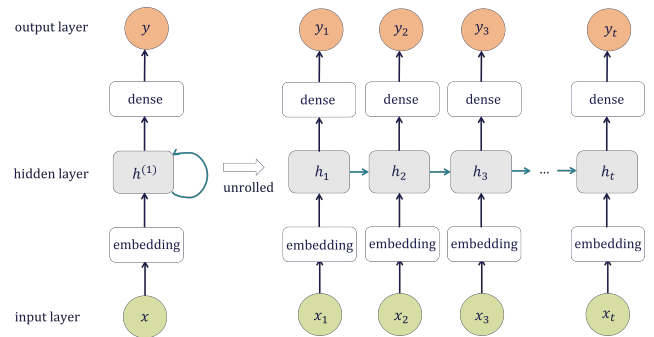 output layer y y₁ y₂ y₃ yₜ
dense dense dense dense dense
hidden layer h⁽¹⁾ h₁ h₂ h₃ ... hₜ
unrolled
embedding embedding embedding embedding embedding
input layer x x₁ x₂ x₃ xₜ